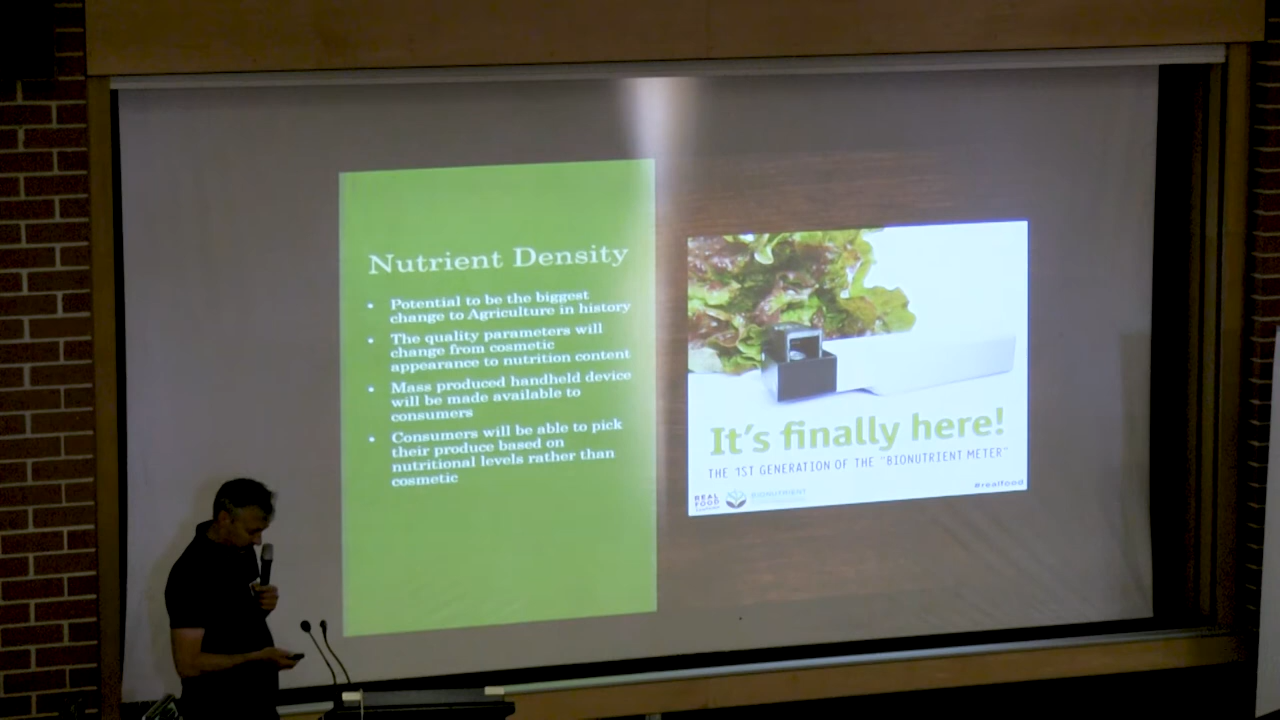 Nutrient Density
• Potential to be the biggest
change to Agriculture in history
• The quality parameters will
change from cosmetic
appearance to nutrition content
• Mass produced handheld device
will be made available to
consumers
• Consumers will be able to pick
their produce based on
nutritional levels rather than
cosmetic
It's finally here!
THE 1ST GENERATION OF THE "BIONUTRIENT METER"
REAL
FOOD
BIONUTRIENT
#realfood